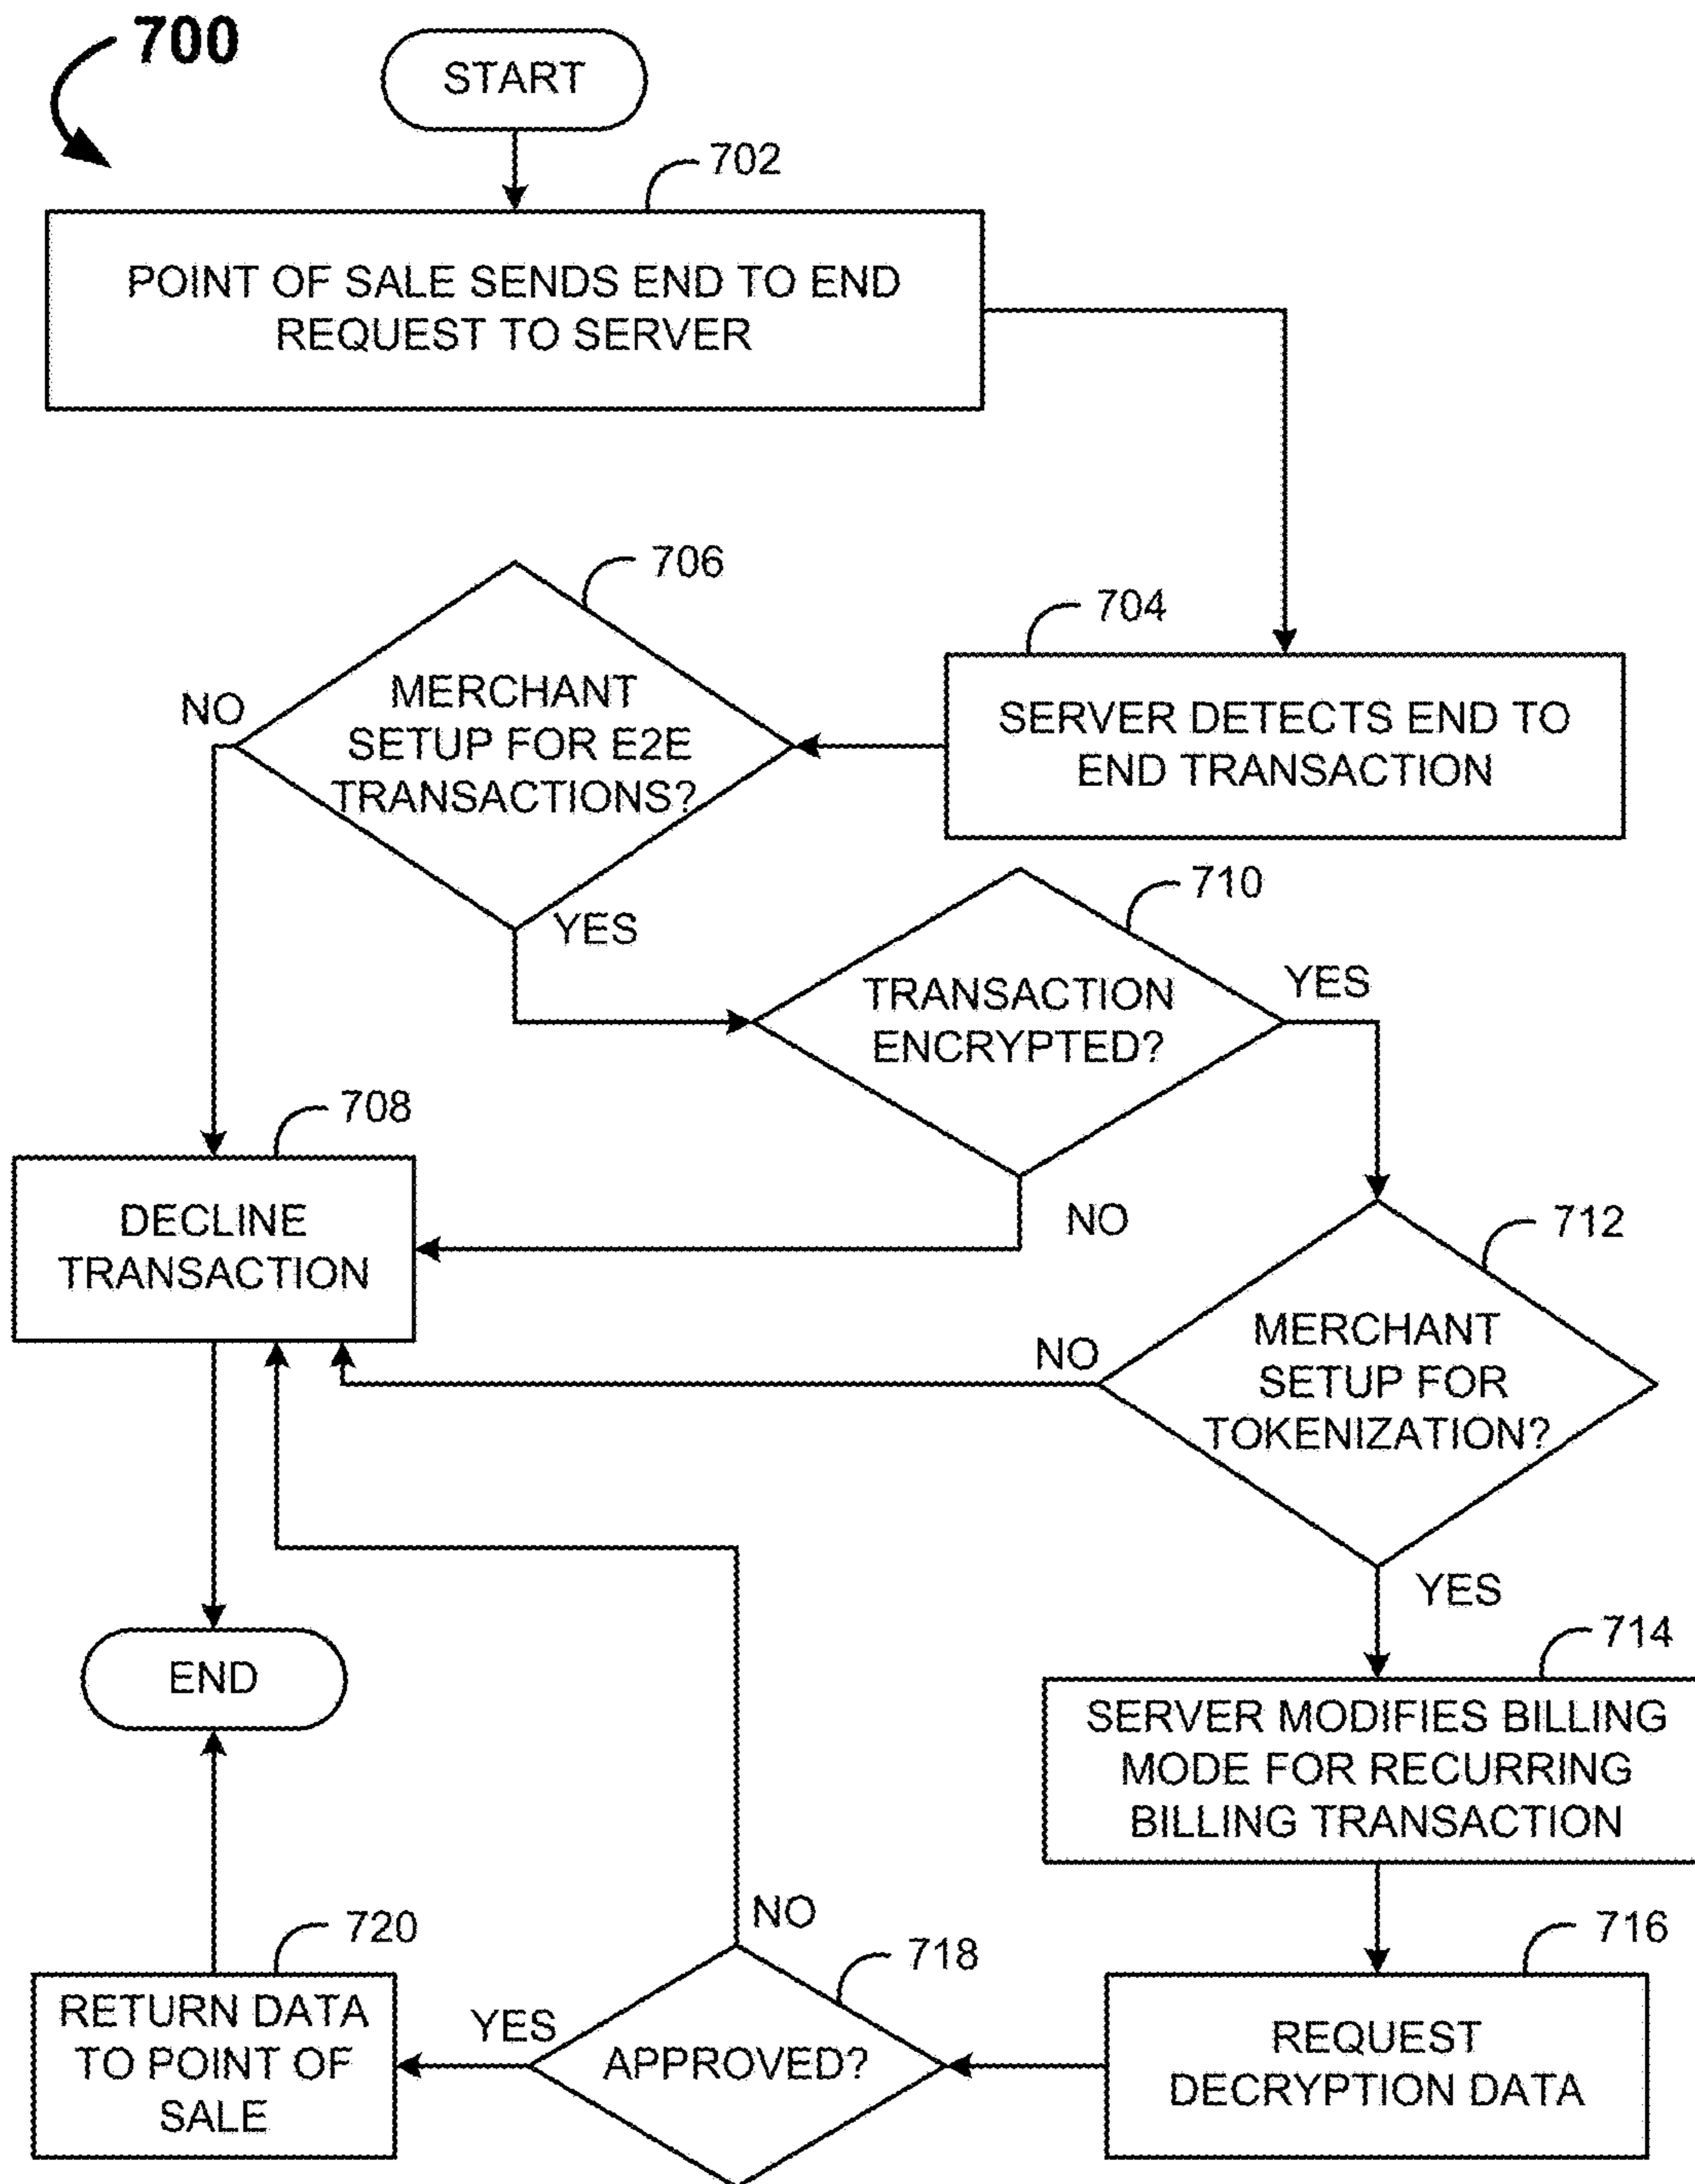 700
START
702
POINT OF SALE SENDS END TO END
REQUEST TO SERVER
706
704
MERCHANT
SETUP FOR E2E
TRANSACTIONS?
NO
SERVER DETECTS END TO
END TRANSACTION
YES
710
TRANSACTION
ENCRYPTED?
YES
708
DECLINE
TRANSACTION
NO
712
MERCHANT
SETUP FOR
TOKENIZATION?
NO
YES
END
714
SERVER MODIFIES BILLING
MODE FOR RECURRING
BILLING TRANSACTION
NO
720
718
716
RETURN DATA
TO POINT OF
SALE
YES
APPROVED?
REQUEST
DECRYPTION DATA